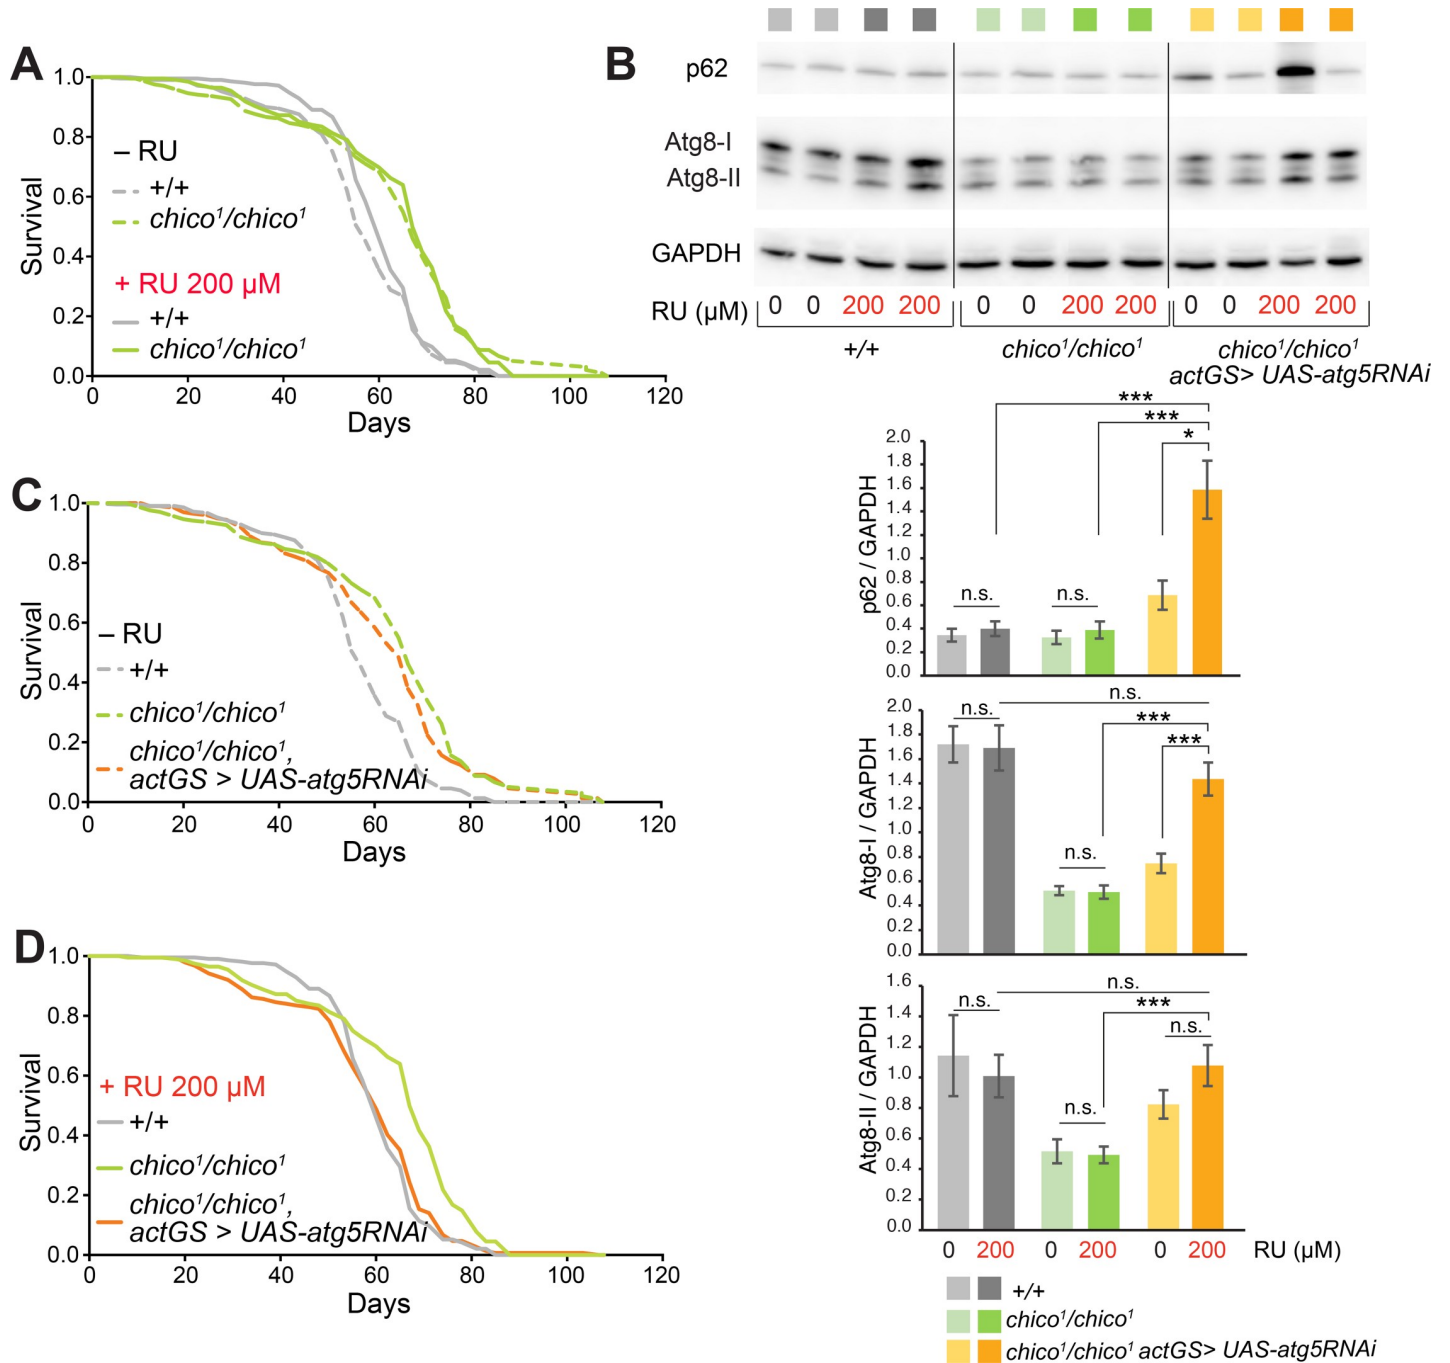 A
1.0
0.8
0.6
0.4
0.2
0.0
Survival
– RU
+/+
chico¹/chico¹
+ RU 200 µM
+/+
chico¹/chico¹
0 20 40 60 80 100 120
Days
B
p62
Atg8-I
Atg8-II
GAPDH
RU (µM) 0 0 200 200 0 0 200 200 0 0 200 200
+/+ chico¹/chico¹ chico¹/chico¹
actGS> UAS-atg5RNAi
C
1.0
0.8
0.6
0.4
0.2
0.0
Survival
– RU
+/+
chico¹/chico¹
chico¹/chico¹,
actGS > UAS-atg5RNAi
0 20 40 60 80 100 120
Days
D
1.0
0.8
0.6
0.4
0.2
0.0
Survival
+ RU 200 µM
+/+
chico¹/chico¹
chico¹/chico¹,
actGS > UAS-atg5RNAi
0 20 40 60 80 100 120
Days
p62 / GAPDH
2.0
1.8
1.6
1.4
1.2
1.0
0.8
0.6
0.4
0.2
0.0
***
***
*
n.s. n.s.
Atg8-I / GAPDH
2.0
1.8
1.6
1.4
1.2
1.0
0.8
0.6
0.4
0.2
0.0
n.s.
n.s. ***
***
n.s.
Atg8-II / GAPDH
1.6
1.4
1.2
1.0
0.8
0.6
0.4
0.2
0.0
n.s.
n.s. ***
n.s.
n.s.
0 200 0 200 0 200 RU (µM)
+/+
chico¹/chico¹
chico¹/chico¹ actGS> UAS-atg5RNAi